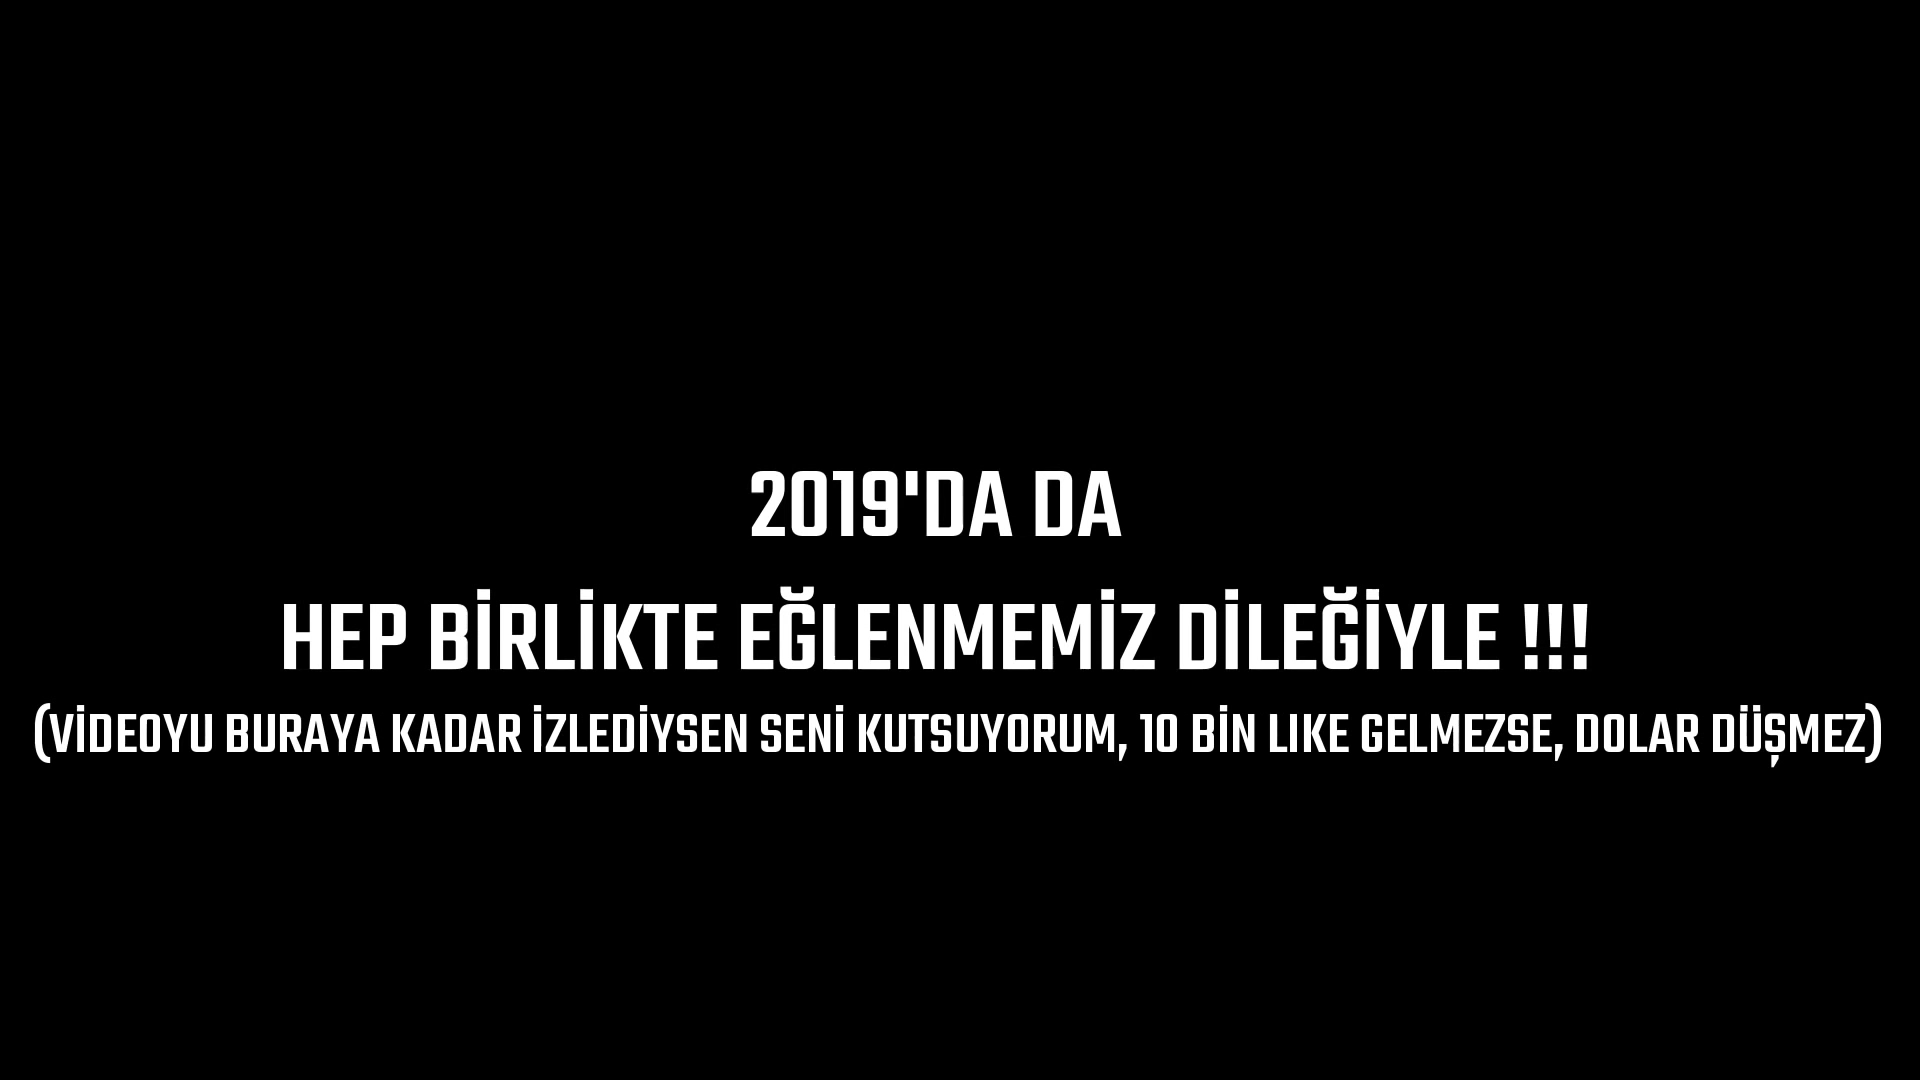 2019'DA DA
HEP BİRLİKTE EĞLENMEMİZ DİLEĞİYLE !!!
(VİDEOYU BURAYA KADAR İZLEDİYSEN SENİ KUTSUYORUM, 10 BİN LIKE GELMEZSE, DOLAR DÜŞMEZ)